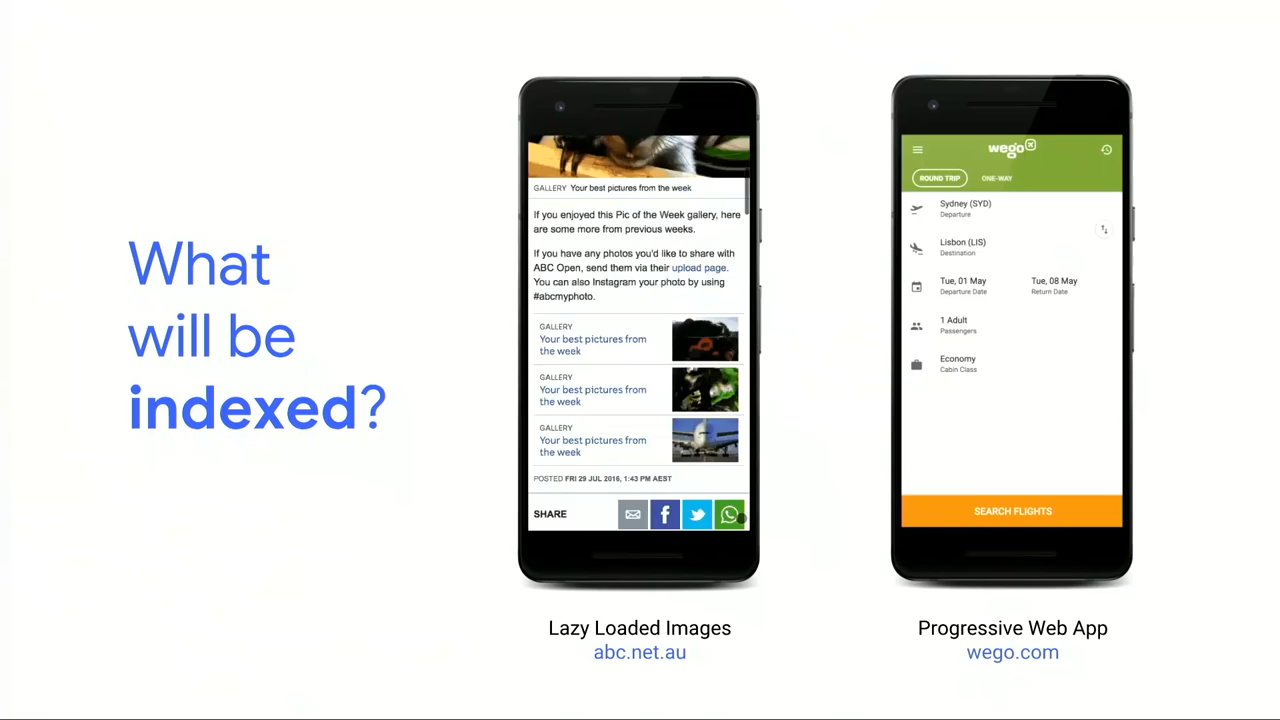 What
will be
indexed?
GALLERY Your best pictures from the week
If you enjoyed this Pic of the Week gallery, here
are some more from previous weeks.
If you have any photos you'd like to share with
ABC Open, send them via their upload page.
You can also Instagram your photo by using
#abcmyphoto.
GALLERY
Your best pictures from
the week
GALLERY
Your best pictures from
the week
GALLERY
Your best pictures from
the week
POSTED FRI 29 JUL 2016, 1:43 PM AEST
SHARE
Lazy Loaded Images
abc.net.au
wego
ROUND TRIP ONE-WAY
Sydney (SYD)
Departure
Lisbon (LIS)
Destination
Tue, 01 May Tue, 08 May
Departure Date Return Date
1 Adult
Passengers
Economy
Cabin Class
SEARCH FLIGHTS
Progressive Web App
wego.com